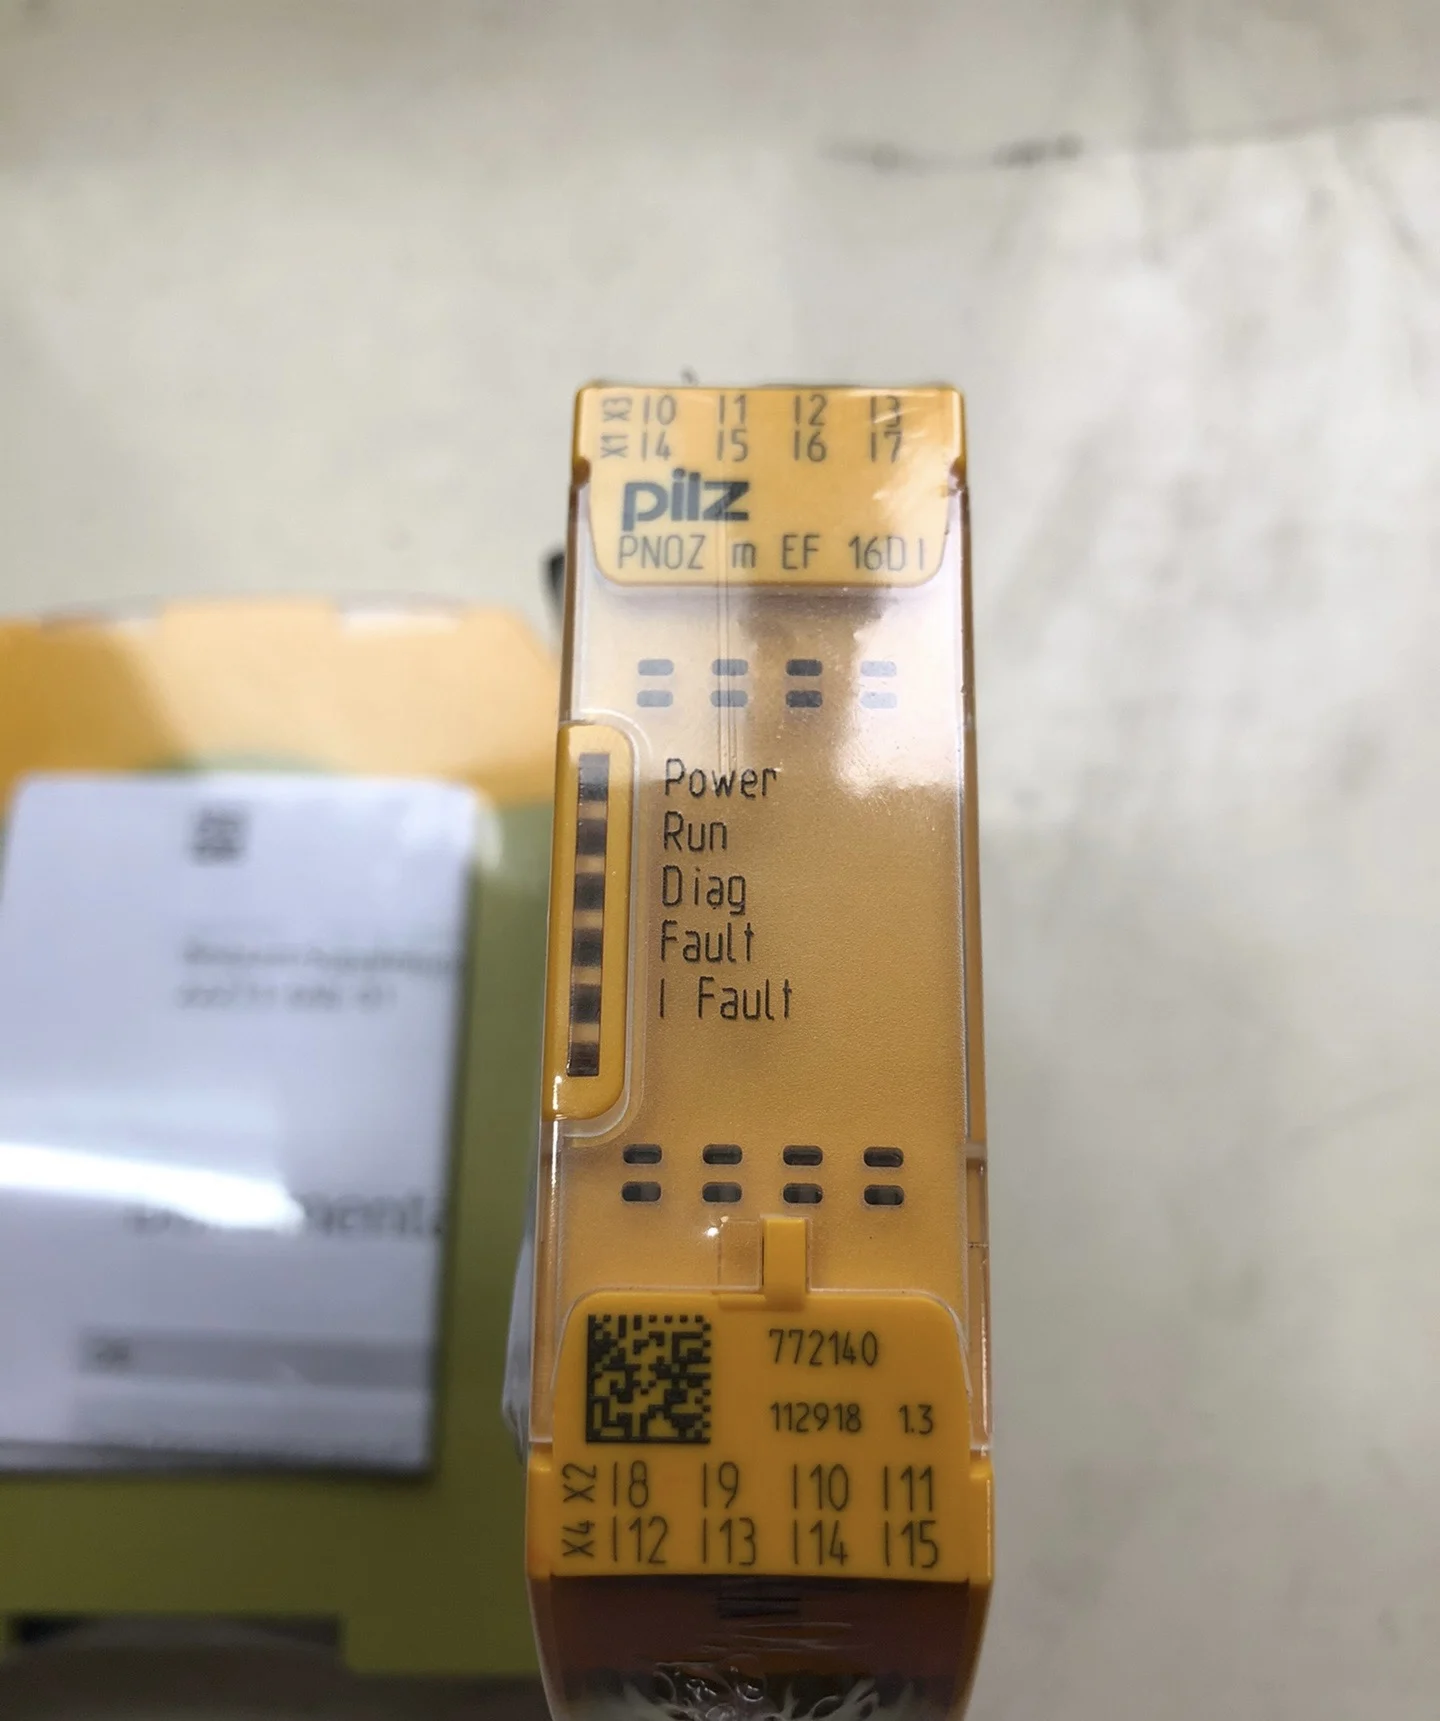 X3 I0 I1 I2 I3
X1 I4 I5 I6 I7
pilz
PNOZ m EF 16DI
Power
Run
Diag
Fault
I Fault
772140
112918 1.3
X2 I8 I9 I10 I11
X4 I12 I13 I14 I15